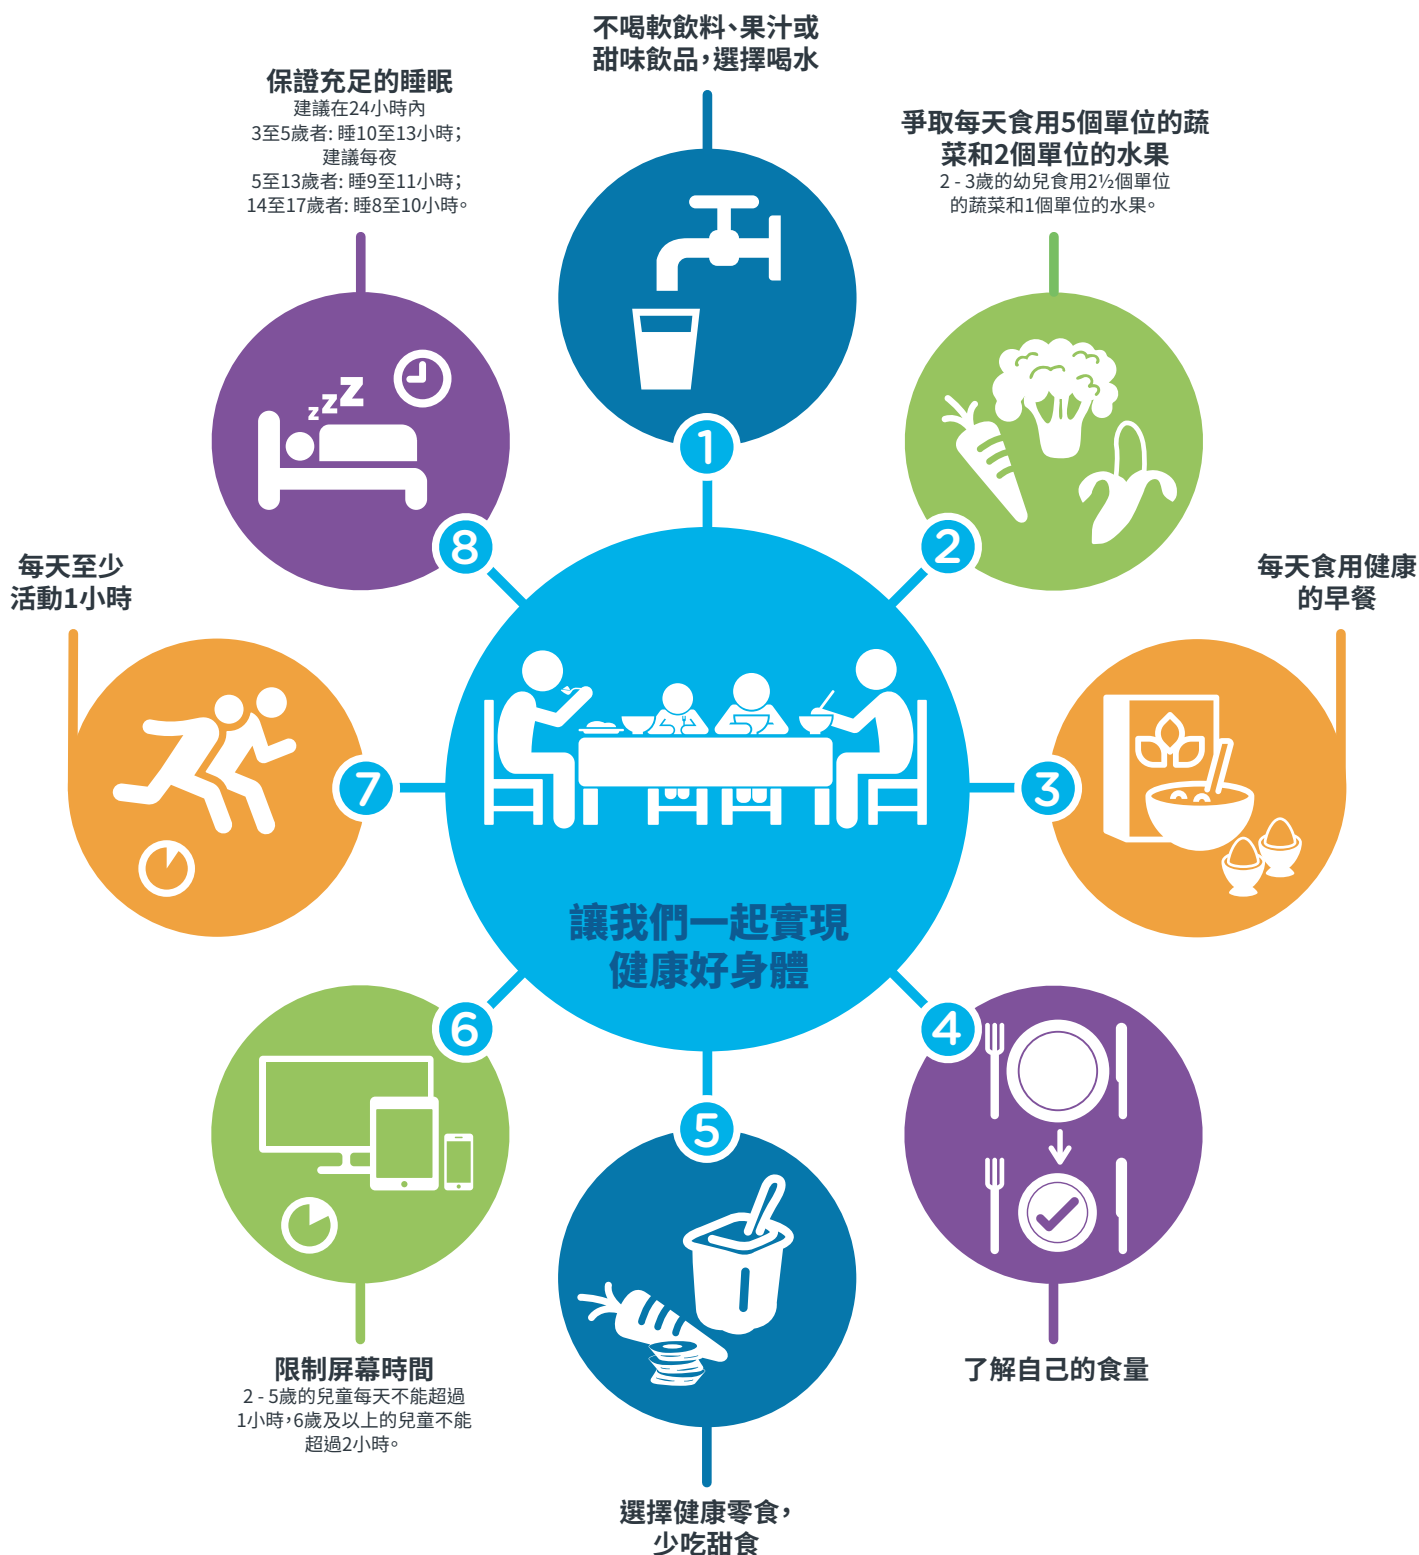 不喝軟飲料、果汁或
甜味飲品，選擇喝水
1
爭取每天食用5個單位的蔬
菜和2個單位的水果
2 - 3歲的幼兒食用2½個單位
的蔬菜和1個單位的水果。
2
每天食用健康
的早餐
3
4
了解自己的食量
5
選擇健康零食，
少吃甜食
6
限制屏幕時間
2 - 5歲的兒童每天不能超過
1小時，6歲及以上的兒童不能
超過2小時。
每天至少
活動1小時
7
保證充足的睡眠
建議在24小時內
3至5歲者: 睡10至13小時；
建議每夜
5至13歲者: 睡9至11小時；
14至17歲者: 睡8至10小時。
z z z
8
讓我們一起實現
健康好身體